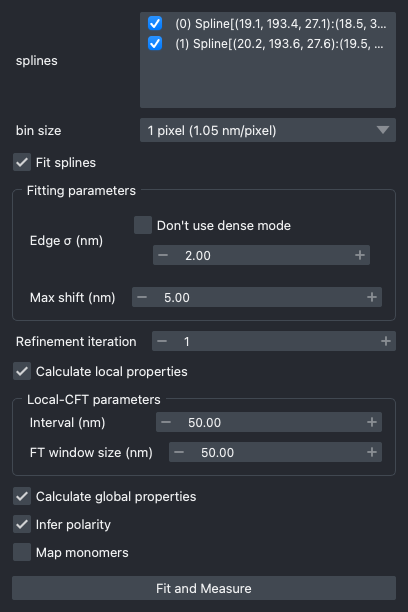 splines
(0) Spline[(19.1, 193.4, 27.1):(18.5, 3...
(1) Spline[(20.2, 193.6, 27.6):(19.5, ...
bin size
1 pixel (1.05 nm/pixel)
Fit splines
Fitting parameters
Edge σ (nm)
Don't use dense mode
− 2.00 +
Max shift (nm)
− 5.00 +
Refinement iteration
− 1 +
Calculate local properties
Local-CFT parameters
Interval (nm)
− 50.00 +
FT window size (nm)
− 50.00 +
Calculate global properties
Infer polarity
Map monomers
Fit and Measure